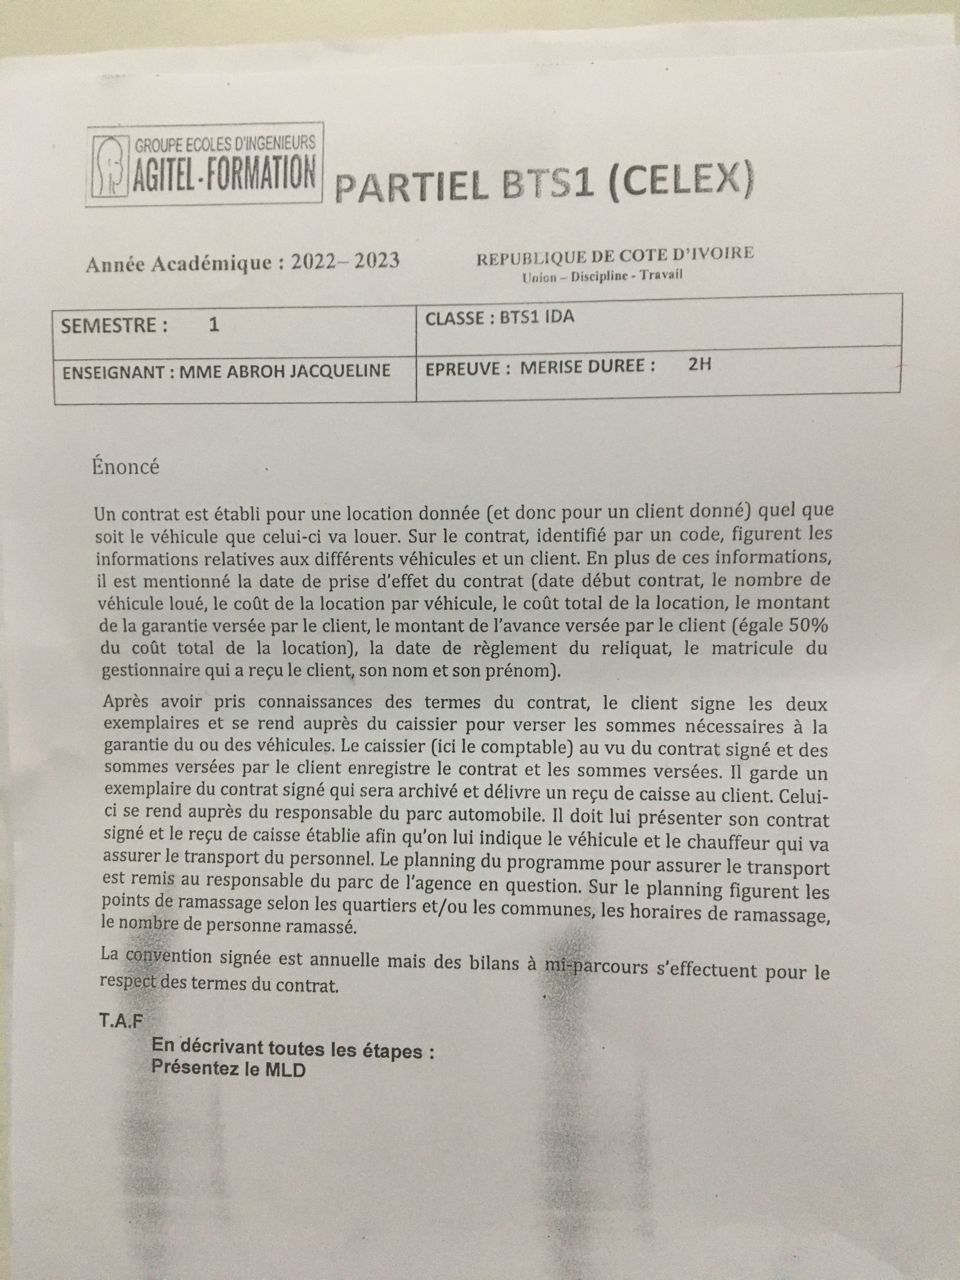 GROUPE ECOLES D'INGENIEURS
AGITEL-FORMATION
PARTIEL BTS1 (CELEX)
Année Académique : 2022– 2023
REPUBLIQUE DE COTE D'IVOIRE
Union – Discipline - Travail
SEMESTRE : 1
CLASSE : BTS1 IDA
ENSEIGNANT : MME ABROH JACQUELINE
EPREUVE : MERISE DUREE : 2H
Énoncé
Un contrat est établi pour une location donnée (et donc pour un client donné) quel que
soit le véhicule que celui-ci va louer. Sur le contrat, identifié par un code, figurent les
informations relatives aux différents véhicules et un client. En plus de ces informations,
il est mentionné la date de prise d'effet du contrat (date début contrat, le nombre de
véhicule loué, le coût de la location par véhicule, le coût total de la location, le montant
de la garantie versée par le client, le montant de l'avance versée par le client (égale 50%
du coût total de la location), la date de règlement du reliquat, le matricule du
gestionnaire qui a reçu le client, son nom et son prénom).
Après avoir pris connaissances des termes du contrat, le client signe les deux
exemplaires et se rend auprès du caissier pour verser les sommes nécessaires à la
garantie du ou des véhicules. Le caissier (ici le comptable) au vu du contrat signé et des
sommes versées par le client enregistre le contrat et les sommes versées. Il garde un
exemplaire du contrat signé qui sera archivé et délivre un reçu de caisse au client. Celui-
ci se rend auprès du responsable du parc automobile. Il doit lui présenter son contrat
signé et le reçu de caisse établie afin qu'on lui indique le véhicule et le chauffeur qui va
assurer le transport du personnel. Le planning du programme pour assurer le transport
est remis au responsable du parc de l'agence en question. Sur le planning figurent les
points de ramassage selon les quartiers et/ou les communes, les horaires de ramassage,
le nombre de personne ramassé.
La convention signée est annuelle mais des bilans à mi-parcours s'effectuent pour le
respect des termes du contrat.
T.A.F
En décrivant toutes les étapes :
Présentez le MLD